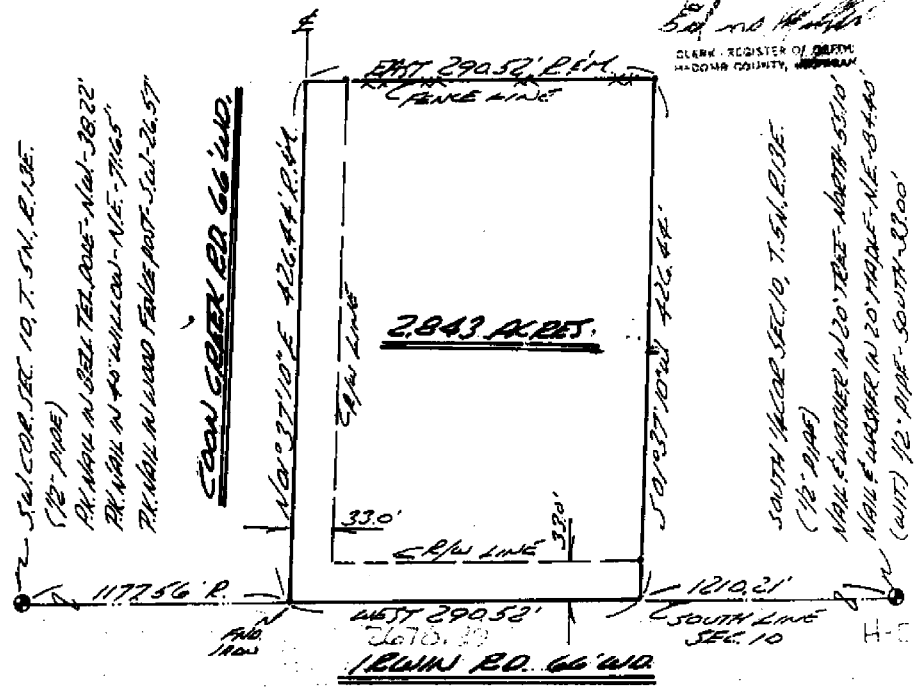 CLERK - REGISTER OF DEEDS
MACOMB COUNTY, MICHIGAN
℄
EAST 290.52' R.&M.
FENCE LINE
S.W. COR. SEC. 10, T.5N., R.13E.
(1/2" PIPE)
P.K. NAIL IN BELL TEL. POLE - N.W. - 38.22'
P.K. NAIL IN 40" WILLOW - N.E. - 71.65'
P.K. NAIL IN WOOD FENCE POST - S.W. - 26.57'
COON CREEK RD. 66' WD.
N01°37'10"E 426.44' R.&M.
R/W LINE
2.843 ACRES.
S01°37'10"W 426.44'
SOUTH 1/4 COR. SEC. 10, T.5N., R.13E.
(1/2" PIPE)
NAIL & WASHER IN 20" TREE - NORTH - 55.10'
NAIL & WASHER IN 20" MAPLE - N.E. - 84.40'
(WIT) 1/2" PIPE - SOUTH - 33.00'
33.0'
R/W LINE
33.0'
1177.56' R.
FND. IRON
WEST 290.52'
1210.21'
SOUTH LINE
SEC. 10
IRWIN RD. 66' WD.